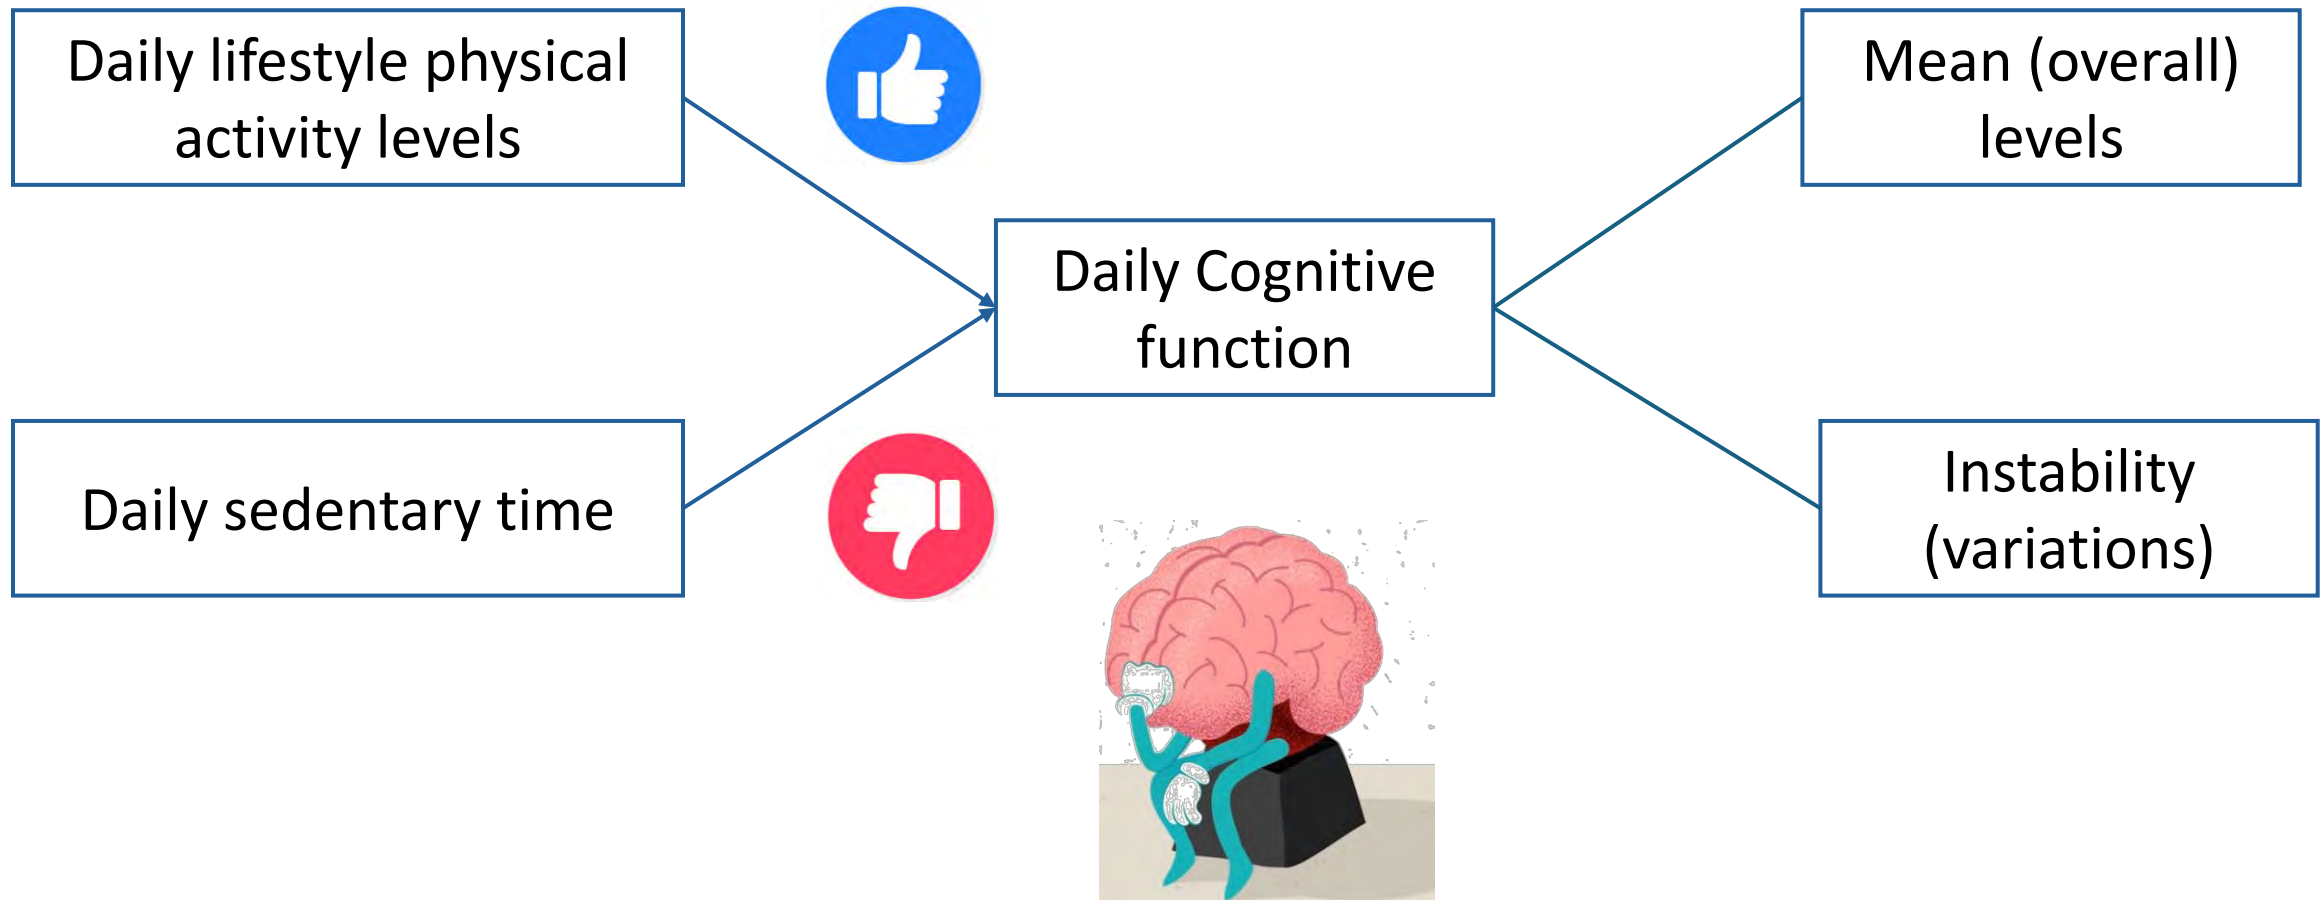 Daily lifestyle physical
activity levels
Daily sedentary time
Daily Cognitive
function
Mean (overall)
levels
Instability
(variations)